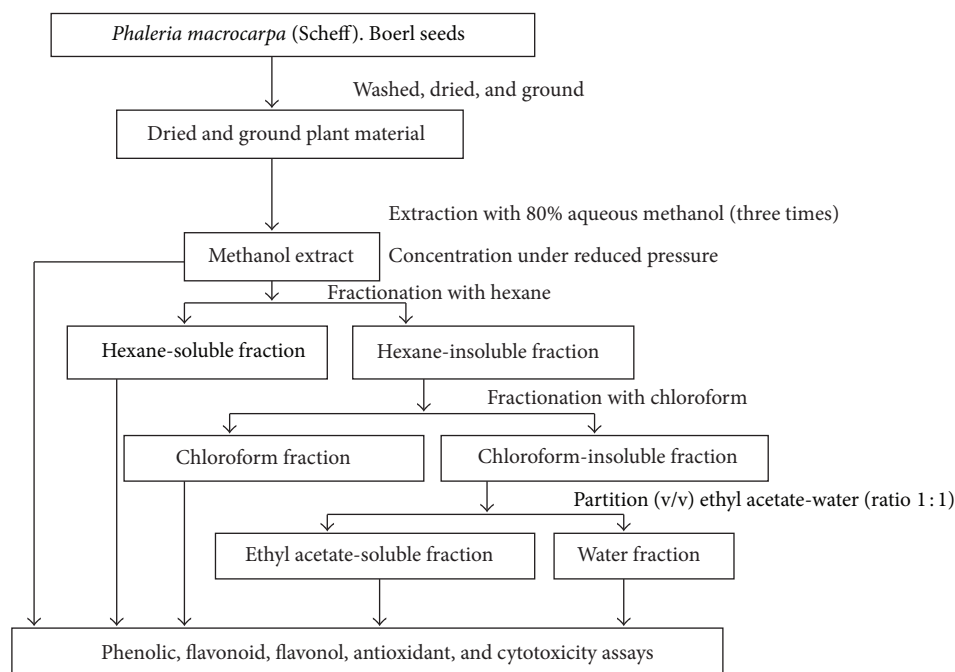 Phaleria macrocarpa (Scheff). Boerl seeds
Washed, dried, and ground
Dried and ground plant material
Extraction with 80% aqueous methanol (three times)
Methanol extract
Concentration under reduced pressure
Fractionation with hexane
Hexane-soluble fraction
Hexane-insoluble fraction
Fractionation with chloroform
Chloroform fraction
Chloroform-insoluble fraction
Partition (v/v) ethyl acetate-water (ratio 1 : 1)
Ethyl acetate-soluble fraction
Water fraction
Phenolic, flavonoid, flavonol, antioxidant, and cytotoxicity assays